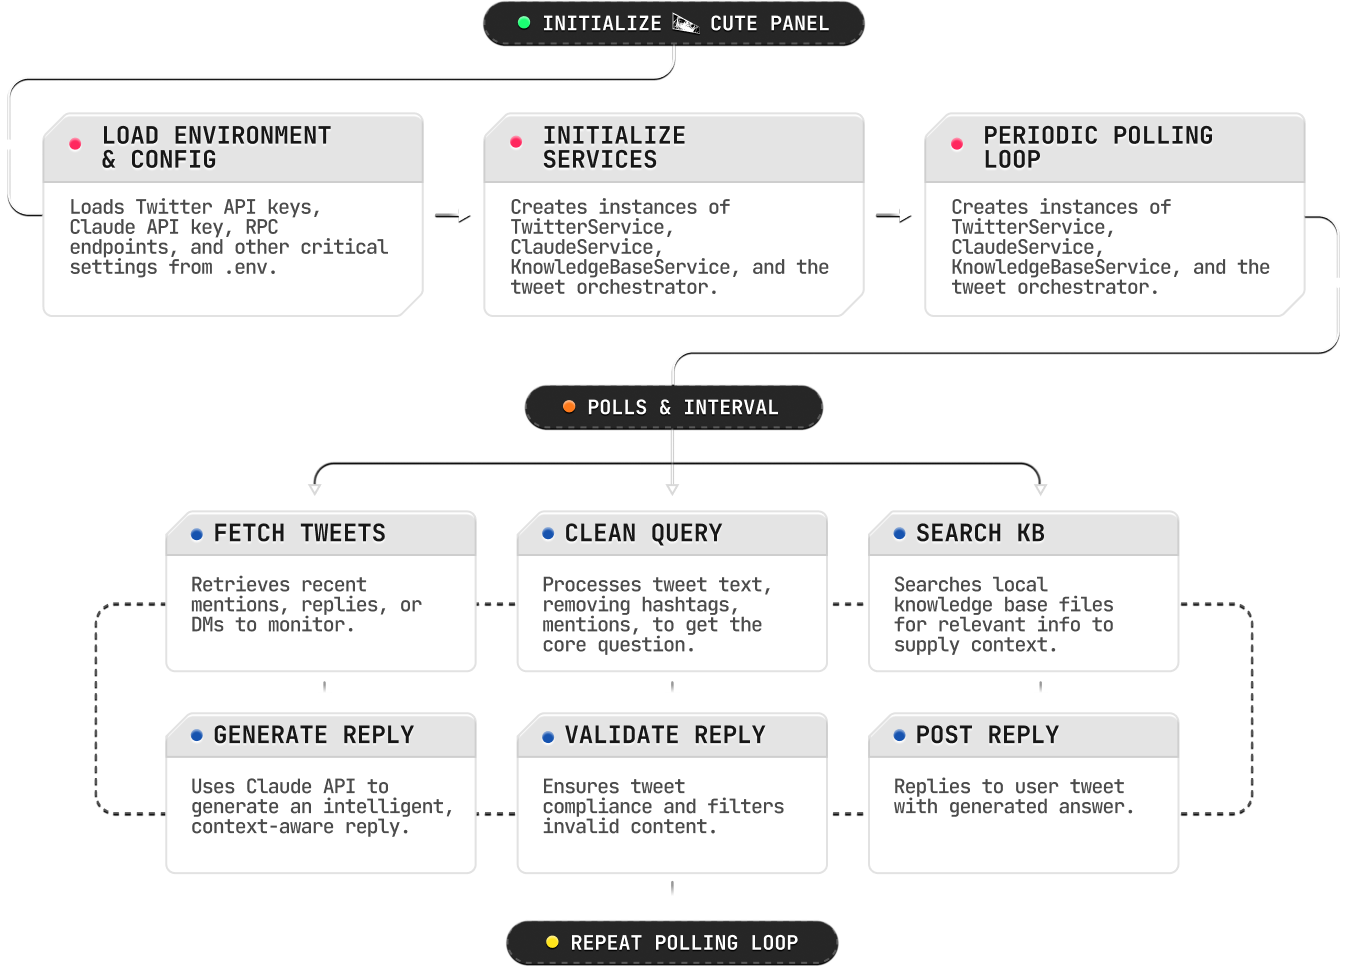 INITIALIZE CUTE PANEL
LOAD ENVIRONMENT
& CONFIG
Loads Twitter API keys,
Claude API key, RPC
endpoints, and other critical
settings from .env.
INITIALIZE
SERVICES
Creates instances of
TwitterService,
ClaudeService,
KnowledgeBaseService, and the
tweet orchestrator.
PERIODIC POLLING
LOOP
Creates instances of
TwitterService,
ClaudeService,
KnowledgeBaseService, and the
tweet orchestrator.
POLLS & INTERVAL
FETCH TWEETS
Retrieves recent
mentions, replies, or
DMs to monitor.
CLEAN QUERY
Processes tweet text,
removing hashtags,
mentions, to get the
core question.
SEARCH KB
Searches local
knowledge base files
for relevant info to
supply context.
GENERATE REPLY
Uses Claude API to
generate an intelligent,
context-aware reply.
VALIDATE REPLY
Ensures tweet
compliance and filters
invalid content.
POST REPLY
Replies to user tweet
with generated answer.
REPEAT POLLING LOOP